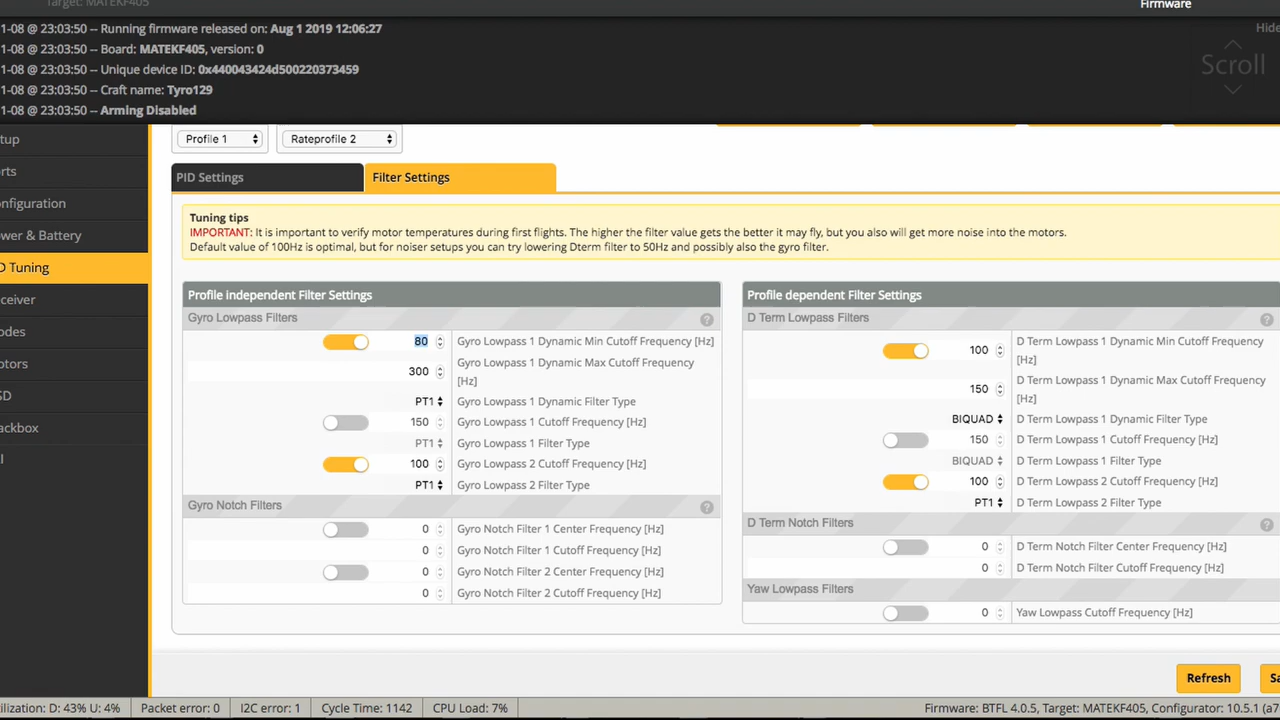 Target: MATEKF405
Firmware
1-08 @ 23:03:50 -- Running firmware released on: Aug 1 2019 12:06:27
Hide
1-08 @ 23:03:50 -- Board: MATEKF405, version: 0
1-08 @ 23:03:50 -- Unique device ID: 0x440043424d500220373459
Scroll
1-08 @ 23:03:50 -- Craft name: Tyro129
1-08 @ 23:03:50 -- Arming Disabled
tup
rts
onfiguration
wer & Battery
D Tuning
ceiver
odes
otors
SD
ackbox
I
Profile 1
Rateprofile 2
PID Settings
Filter Settings
Tuning tips
IMPORTANT: It is important to verify motor temperatures during first flights. The higher the filter value gets the better it may fly, but you also will get more noise into the motors.
Default value of 100Hz is optimal, but for noiser setups you can try lowering Dterm filter to 50Hz and possibly also the gyro filter.
Profile independent Filter Settings
Gyro Lowpass Filters
?
80 Gyro Lowpass 1 Dynamic Min Cutoff Frequency [Hz]
300 Gyro Lowpass 1 Dynamic Max Cutoff Frequency
[Hz]
PT1 Gyro Lowpass 1 Dynamic Filter Type
150 Gyro Lowpass 1 Cutoff Frequency [Hz]
PT1 Gyro Lowpass 1 Filter Type
100 Gyro Lowpass 2 Cutoff Frequency [Hz]
PT1 Gyro Lowpass 2 Filter Type
Gyro Notch Filters
?
0 Gyro Notch Filter 1 Center Frequency [Hz]
0 Gyro Notch Filter 1 Cutoff Frequency [Hz]
0 Gyro Notch Filter 2 Center Frequency [Hz]
0 Gyro Notch Filter 2 Cutoff Frequency [Hz]
Profile dependent Filter Settings
D Term Lowpass Filters
?
100 D Term Lowpass 1 Dynamic Min Cutoff Frequency
[Hz]
150 D Term Lowpass 1 Dynamic Max Cutoff Frequency
[Hz]
BIQUAD D Term Lowpass 1 Dynamic Filter Type
150 D Term Lowpass 1 Cutoff Frequency [Hz]
BIQUAD D Term Lowpass 1 Filter Type
100 D Term Lowpass 2 Cutoff Frequency [Hz]
PT1 D Term Lowpass 2 Filter Type
D Term Notch Filters
?
0 D Term Notch Filter Center Frequency [Hz]
0 D Term Notch Filter Cutoff Frequency [Hz]
Yaw Lowpass Filters
0 Yaw Lowpass Cutoff Frequency [Hz]
Refresh
Sa
ilization: D: 43% U: 4%
Packet error: 0
I2C error: 1
Cycle Time: 1142
CPU Load: 7%
Firmware: BTFL 4.0.5, Target: MATEKF405, Configurator: 10.5.1 (a7